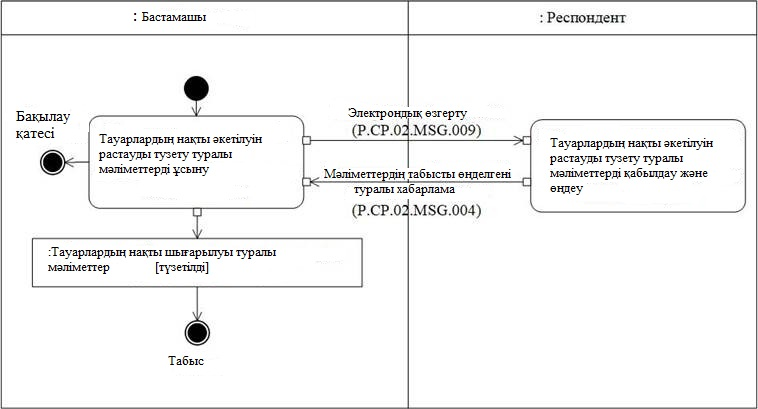 : Бастамашы
: Респондент
Бақылау
қатесі
Тауарлардың нақты әкетілуін
растауды тузету туралы
мәліметтерді ұсыну
Электрондық өзгерту
(P.CP.02.MSG.009)
Тауарлардың нақты әкетілуін
растауды тузету туралы
мәліметтерді қабылдау және
өңдеу
Мәліметтердің табысты өңделгені
туралы хабарлама
(P.CP.02.MSG.004)
:Тауарлардың нақты шығарылуы туралы
мәліметтер [түзетілді]
Табыс